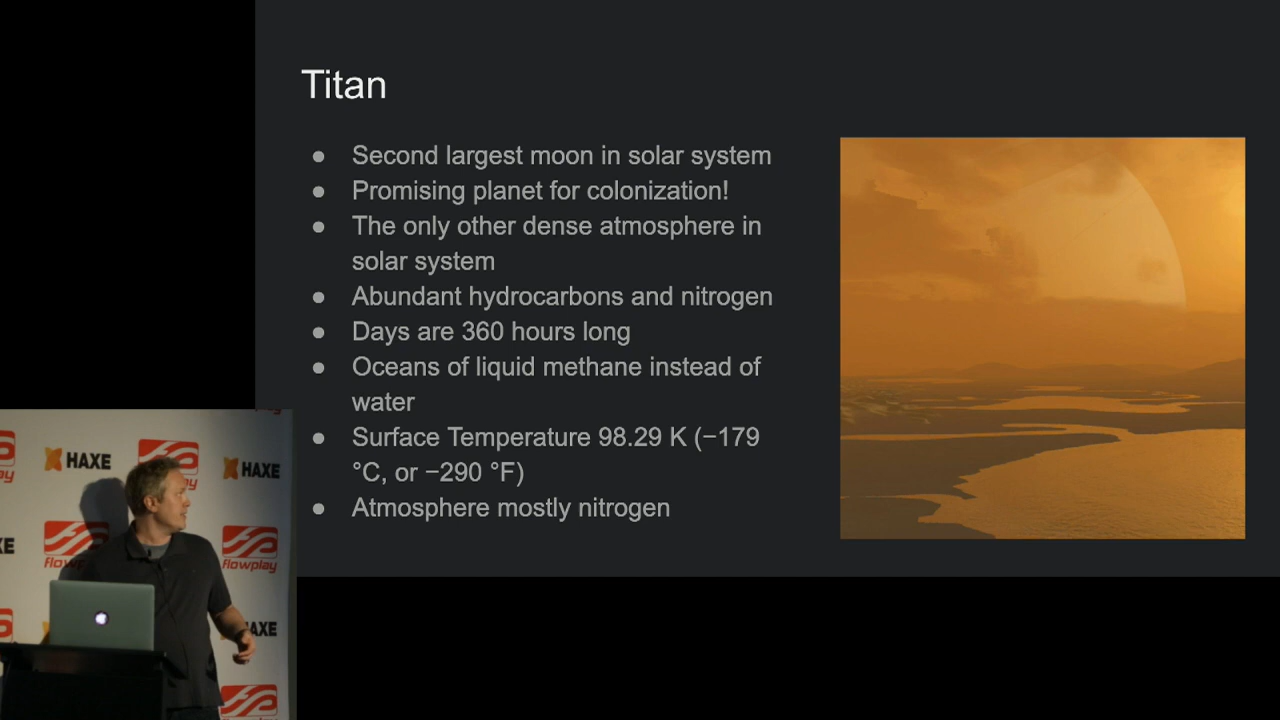 Titan
● Second largest moon in solar system
● Promising planet for colonization!
● The only other dense atmosphere in
solar system
● Abundant hydrocarbons and nitrogen
● Days are 360 hours long
● Oceans of liquid methane instead of
water
● Surface Temperature 98.29 K (−179
°C, or −290 °F)
● Atmosphere mostly nitrogen
HAXE
HAXE
flowplay
HAXE